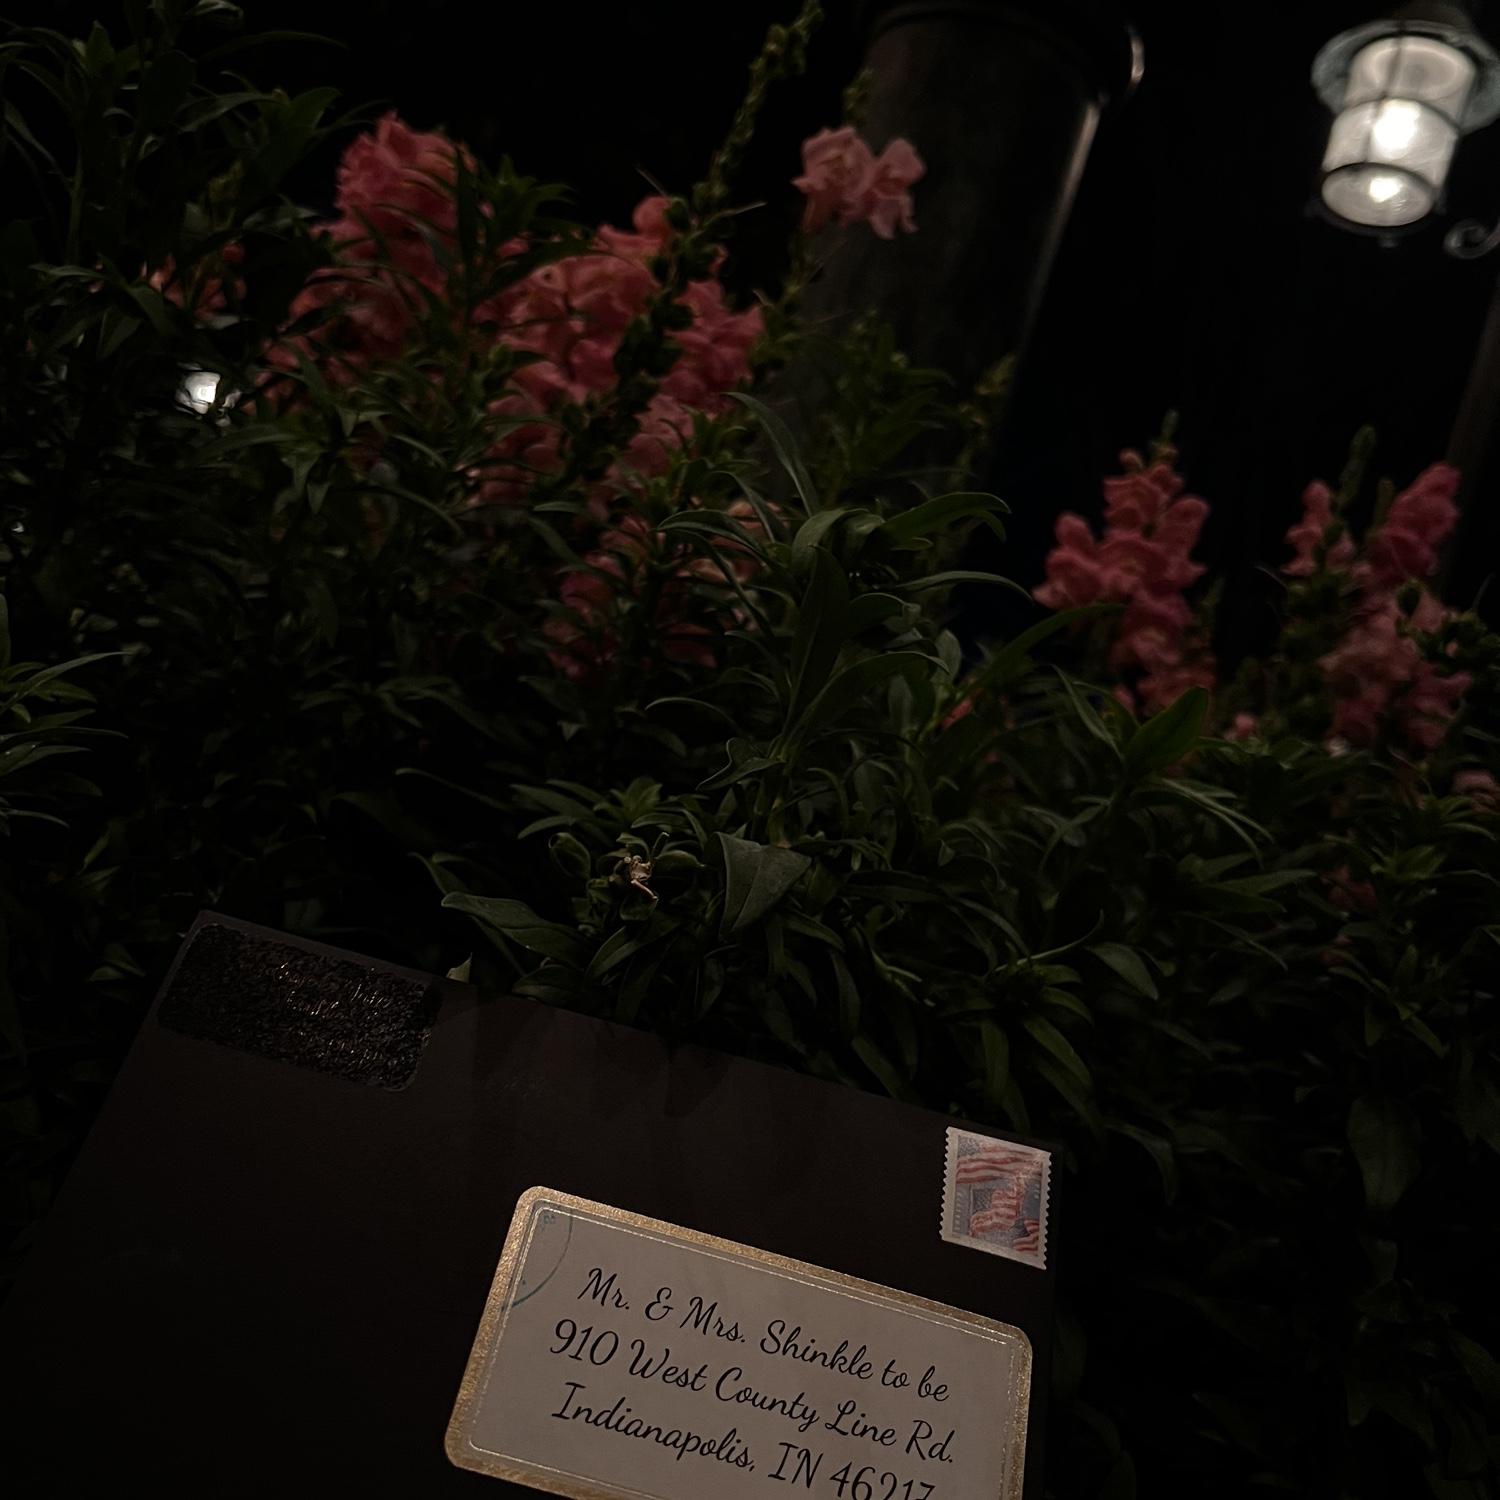 Mr. & Mrs. Shinkle to be
910 West County Line Rd.
Indianapolis, IN 46217